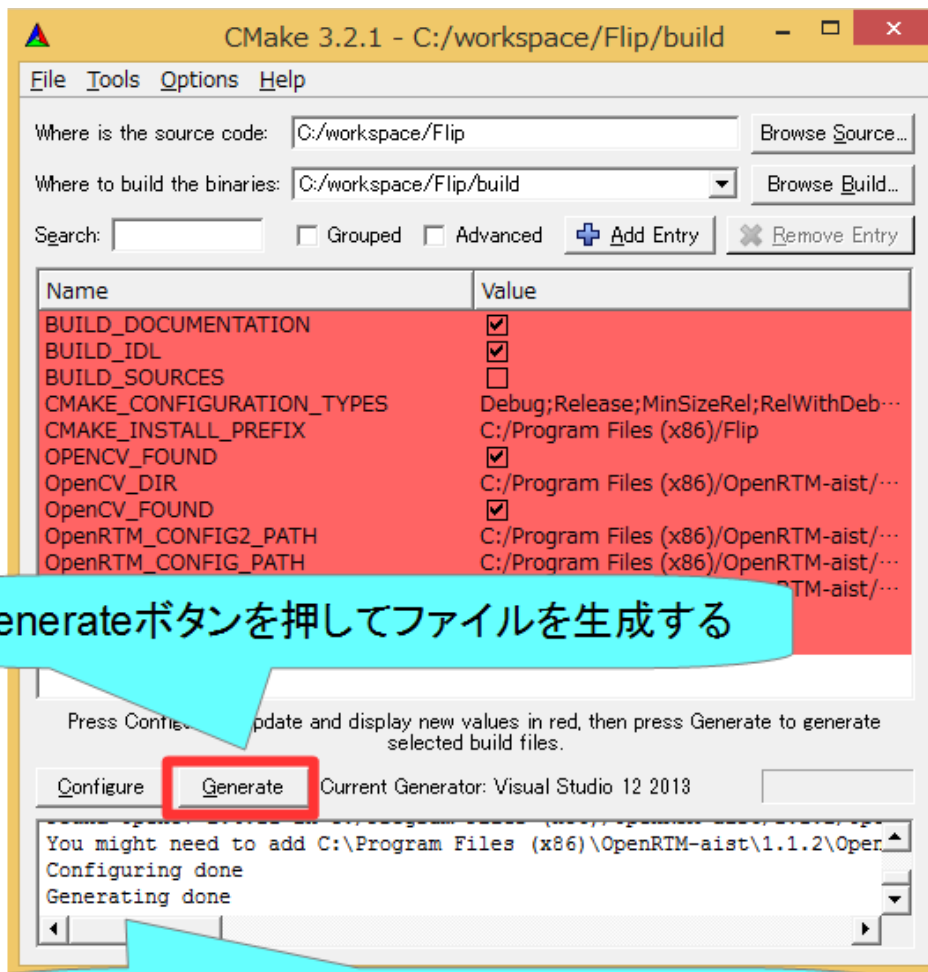 CMake 3.2.1 - C:/workspace/Flip/build
File Tools Options Help
Where is the source code: C:/workspace/Flip Browse Source...
Where to build the binaries: C:/workspace/Flip/build Browse Build...
Search: Grouped Advanced Add Entry Remove Entry
Name Value
BUILD_DOCUMENTATION
BUILD_IDL
BUILD_SOURCES
CMAKE_CONFIGURATION_TYPES Debug;Release;MinSizeRel;RelWithDeb...
CMAKE_INSTALL_PREFIX C:/Program Files (x86)/Flip
OPENCV_FOUND
OpenCV_DIR C:/Program Files (x86)/OpenRTM-aist/...
OpenCV_FOUND
OpenRTM_CONFIG2_PATH C:/Program Files (x86)/OpenRTM-aist/...
OpenRTM_CONFIG_PATH C:/Program Files (x86)/OpenRTM-aist/...
TM-aist/...
enerateボタンを押してファイルを生成する
Press pdate and display new values in red, then press Generate to generate
selected build files.
Configure Generate Current Generator: Visual Studio 12 2013
You might need to add C:\Program Files (x86)\OpenRTM-aist\1.1.2\Open
Configuring done
Generating done